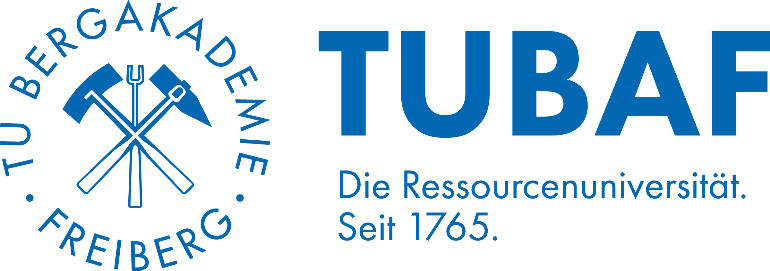 TU BERGAKADEMIE
· FREIBERG ·
TUBAF
Die Ressourcenuniversität.
Seit 1765.